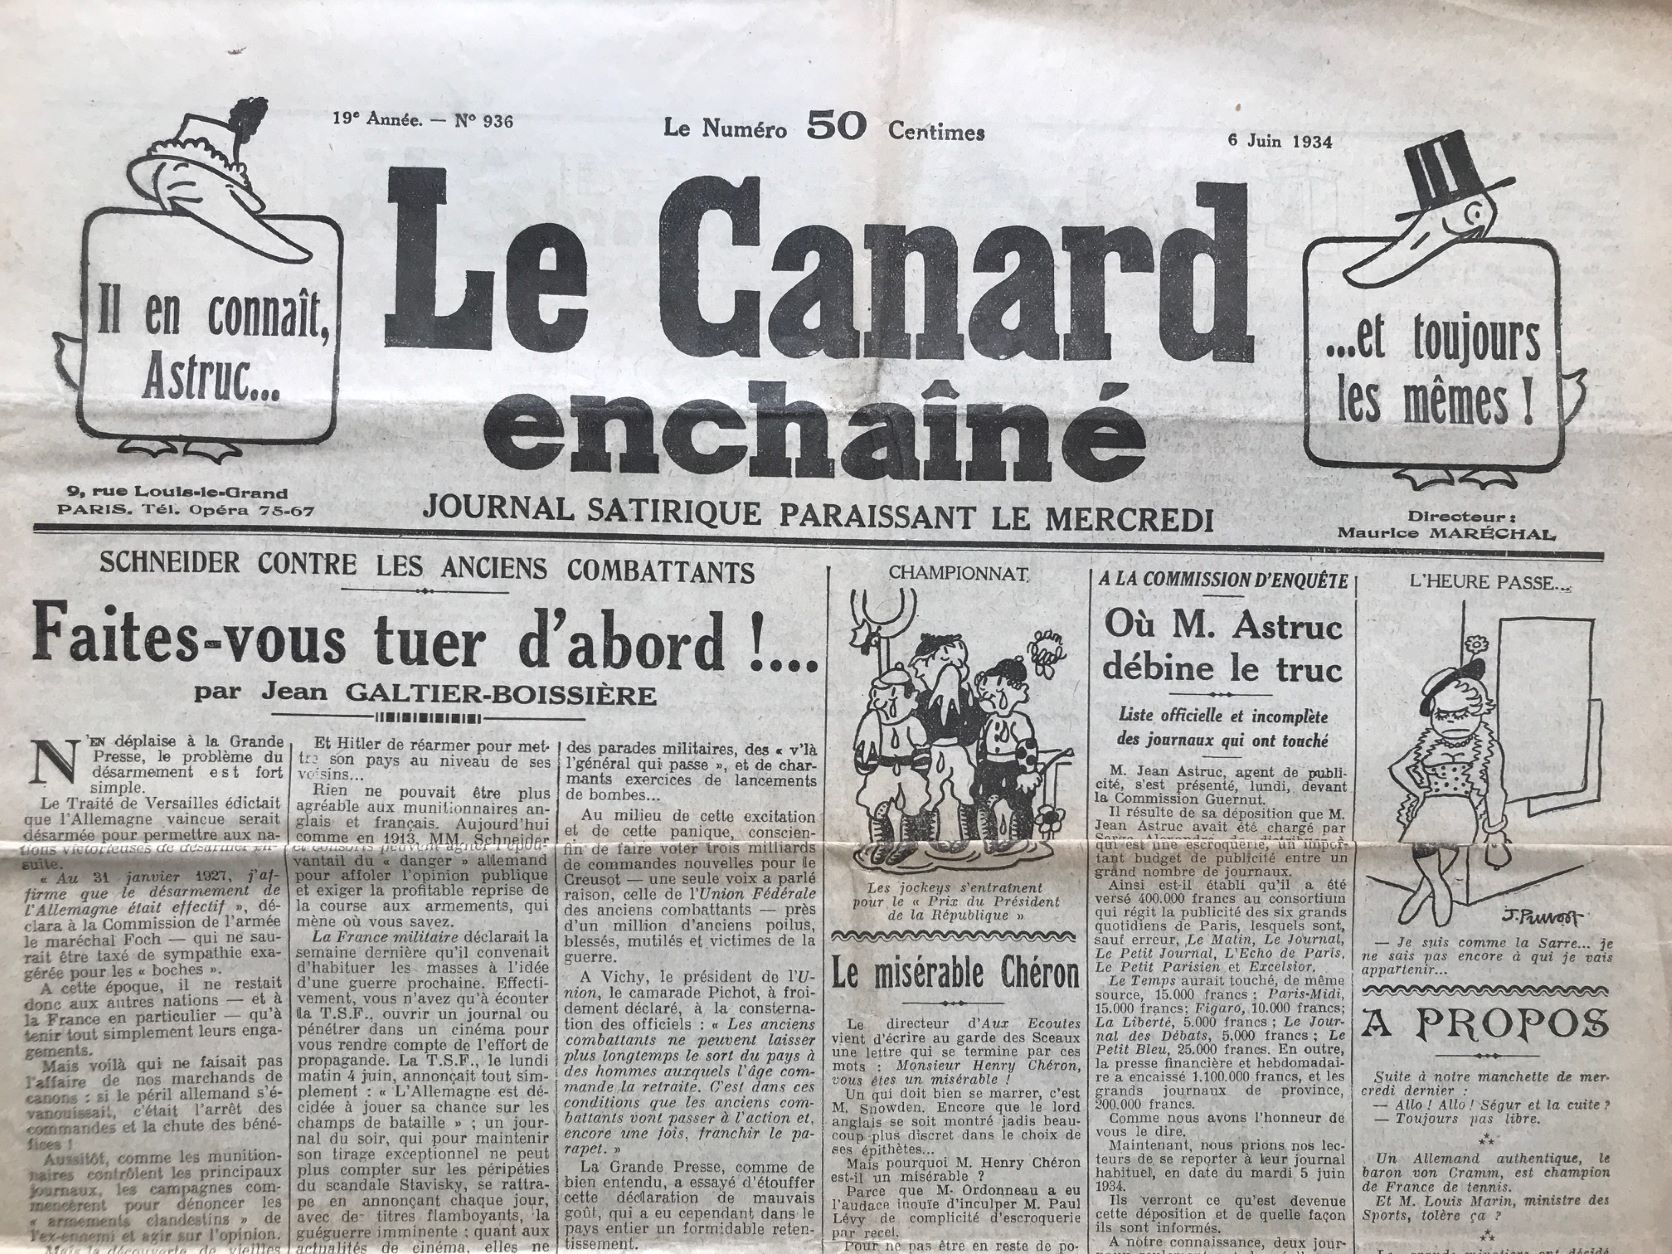 19e Année. — No 936
Le Numéro 50 Centimes
6 Juin 1934
Il en connaît,
Astruc...
Le Canard
enchaîné
...et toujours
les mêmes !
9, rue Louis-le-Grand
PARIS. Tél. Opéra 75-67
JOURNAL SATIRIQUE PARAISSANT LE MERCREDI
Directeur :
Maurice MARÉCHAL
SCHNEIDER CONTRE LES ANCIENS COMBATTANTS
Faites-vous tuer d'abord !...
par Jean GALTIER-BOISSIÈRE
N'EN déplaise à la Grande
Presse, le problème du
désarmement est fort
simple.
Le Traité de Versailles édictait
que l'Allemagne vaincue serait
désarmée pour permettre aux na-
tions victorieuses de désarmer en-
suite.
« Au 31 janvier 1927, j'af-
firme que le désarmement de
l'Allemagne était effectif », dé-
clara à la Commission de l'armée
le maréchal Foch — qui ne sau-
rait être taxé de sympathie exa-
gérée pour les « boches ».
A cette époque, il ne restait
donc aux autres nations — et à
la France en particulier — qu'à
tenir tout simplement leurs enga-
gements.
Mais voilà qui ne faisait pas
l'affaire de nos marchands de
canons : si le péril allemand s'é-
vanouissait, c'était l'arrêt des
commandes et la chute des béné-
fices !
Aussitôt, comme les munition-
naires contrôlent les principaux
journaux, les campagnes com-
mencèrent pour dénoncer les
« armements clandestins » de
l'ex-ennemi et agir sur l'opinion.
Mais la découverte de vieilles
Et Hitler de réarmer pour met-
tre son pays au niveau de ses
voisins...
Rien ne pouvait être plus
agréable aux munitionnaires an-
glais et français. Aujourd'hui
comme en 1913, MM. Schneider
et consorts peuvent agiter l'épou-
vantail du « danger » allemand
pour affoler l'opinion publique
et exiger la profitable reprise de
la course aux armements, qui
mène où vous savez.
La France militaire déclarait la
semaine dernière qu'il convenait
d'habituer les masses à l'idée
d'une guerre prochaine. Effecti-
vement, vous n'avez qu'à écouter
la T.S.F., ouvrir un journal ou
pénétrer dans un cinéma pour
vous rendre compte de l'effort de
propagande. La T.S.F., le lundi
matin 4 juin, annonçait tout sim-
plement : « L'Allemagne est dé-
cidée à jouer sa chance sur les
champs de bataille » ; un jour-
nal du soir, qui pour maintenir
son tirage exceptionnel ne peut
plus compter sur les péripéties
du scandale Stavisky, se rattra-
pe en annonçant chaque jour,
avec de titres flamboyants, la
guéguerre imminente ; quant aux
actualités de cinéma, elles ne
des parades militaires, des « v'là
l'général qui passe », et de char-
mants exercices de lancements
de bombes...
Au milieu de cette excitation
et de cette panique, conscien-
fin de faire voter trois milliards
de commandes nouvelles pour le
Creusot — une seule voix a parlé
raison, celle de l'Union Fédérale
des anciens combattants — près
d'un million d'anciens poilus,
blessés, mutilés et victimes de la
guerre.
A Vichy, le président de l'U-
nion, le camarade Pichot, a froi-
dement déclaré, à la consterna-
tion des officiels : « Les anciens
combattants ne peuvent laisser
plus longtemps le sort du pays à
des hommes auxquels l'âge com-
mande la retraite. C'est dans ces
conditions que les anciens com-
battants vont passer à l'action et,
encore une fois, franchir le pa-
rapet. »
La Grande Presse, comme de
bien entendu, a essayé d'étouffer
cette déclaration de mauvais
goût, qui a eu cependant dans le
pays entier un formidable reten-
tissement.
CHAMPIONNAT.
Les jockeys s'entraînent
pour le « Prix du Président
de la République »
Le misérable Chéron
Le directeur d'Aux Ecoutes
vient d'écrire au garde des Sceaux
une lettre qui se termine par ces
mots : Monsieur Henry Chéron,
vous êtes un misérable !
Un qui doit bien se marrer, c'est
M. Snowden. Encore que le lord
anglais se soit montré jadis beau-
coup plus discret dans le choix de
ses épithètes...
Mais pourquoi M. Henry Chéron
est-il un misérable ?
Parce que M. Ordonneau a eu
l'audace inouïe d'inculper M. Paul
Lévy de complicité d'escroquerie
par recel.
Pour ne pas être en reste de po-
A LA COMMISSION D'ENQUÊTE
Où M. Astruc
débine le truc
Liste officielle et incomplète
des journaux qui ont touché
M. Jean Astruc, agent de publi-
cité, s'est présenté, lundi, devant
la Commission Guernut.
Il résulte de sa déposition que M.
Jean Astruc avait été chargé par
qui est une escroquerie, un impor-
tant budget de publicité entre un
grand nombre de journaux.
Ainsi est-il établi qu'il a été
versé 400.000 francs au consortium
qui régit la publicité des six grands
quotidiens de Paris, lesquels sont,
sauf erreur, Le Matin, Le Journal,
Le Petit Journal, L'Echo de Paris,
Le Petit Parisien et Excelsior.
Le Temps aurait touché, de même
source, 15.000 francs ; Paris-Midi,
15.000 francs; Figaro, 10.000 francs;
La Liberté, 5.000 francs ; Le Jour-
nal des Débats, 5,000 francs ; Le
Petit Bleu, 25.000 francs. En outre,
la presse financière et hebdomadai-
re a encaissé 1.100.000 francs, et les
grands journaux de province,
200.000 francs.
Comme nous avons l'honneur de
vous le dire.
Maintenant, nous prions nos lec-
teurs de se reporter à leur journal
habituel, en date du mardi 5 juin
1934.
Ils verront ce qu'est devenue
cette déposition et de quelle façon
ils sont informés.
A notre connaissance, deux jour-
L'HEURE PASSE...
J. Pruvost
— Je suis comme la Sarre... je
ne sais pas encore à qui je vais
appartenir...
A PROPOS
Suite à notre manchette de mer-
credi dernier :
— Allo ! Allo ! Ségur et la cuite ?
— Toujours pas libre.
Un Allemand authentique, le
baron von Cramm, est champion
de France de tennis.
Et M. Louis Marin, ministre des
Sports, tolère ça ?